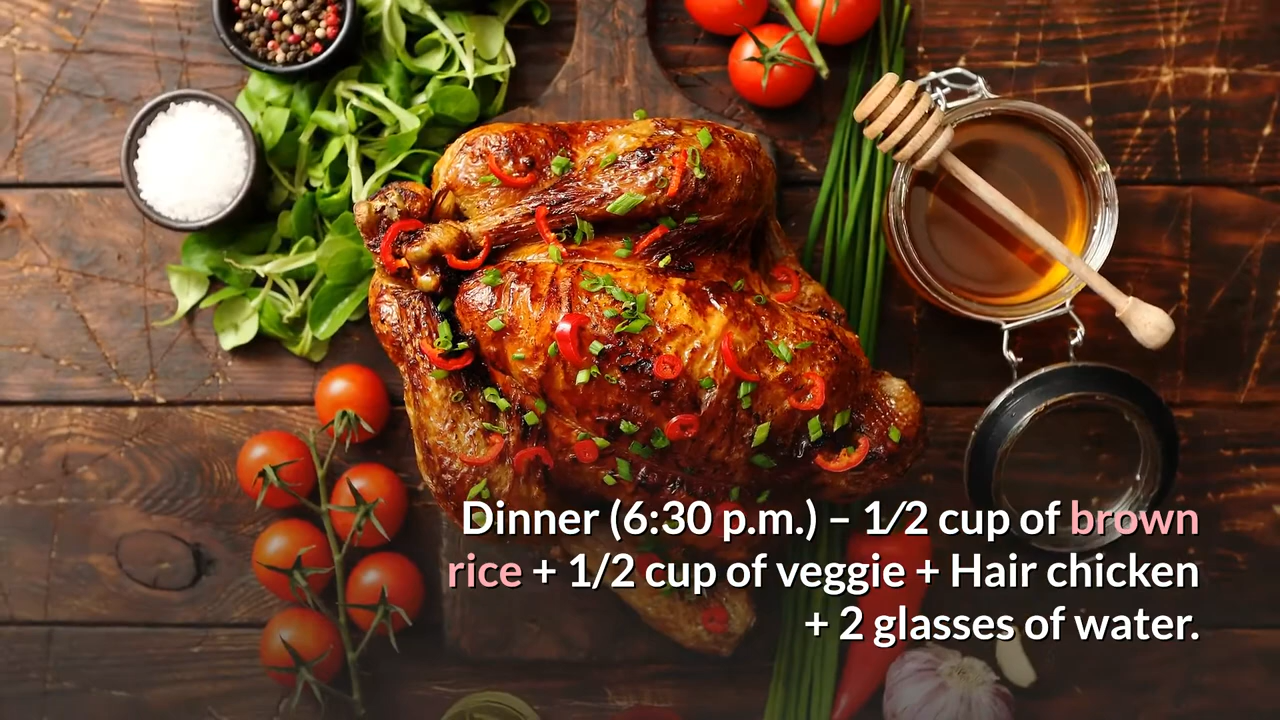 Dinner (6:30 p.m.) – 1⁄2 cup of brown
rice + 1/2 cup of veggie + Hair chicken
+ 2 glasses of water.